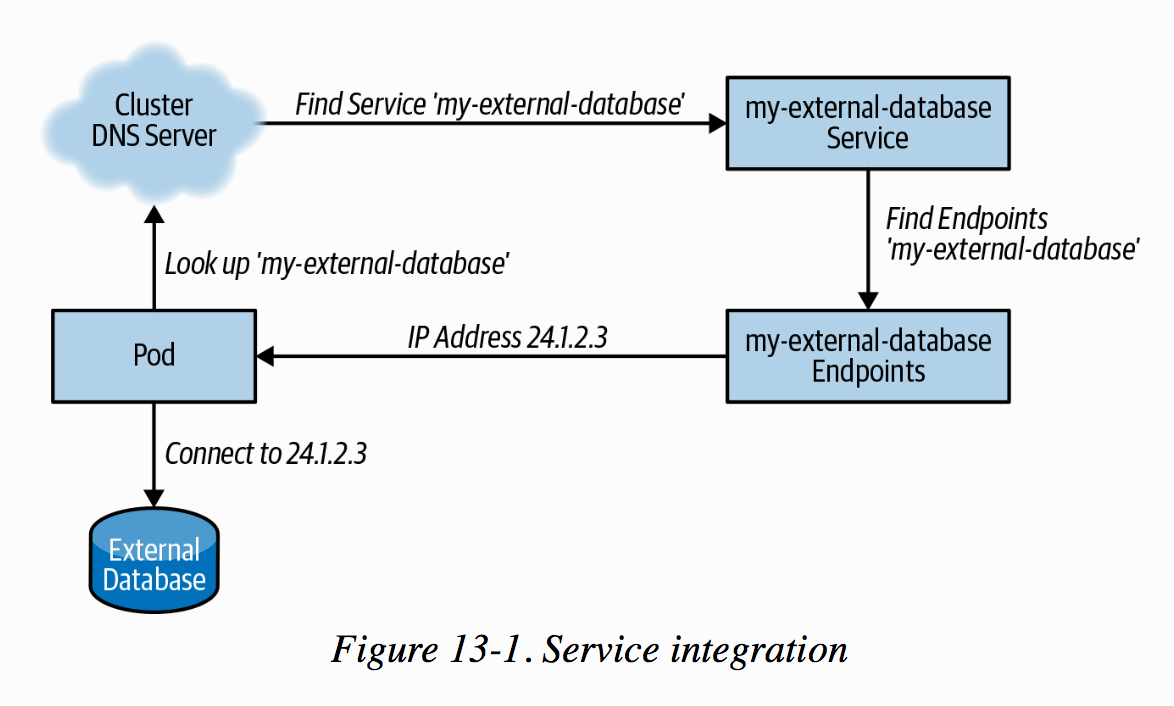 Cluster
DNS Server
Find Service 'my-external-database'
my-external-database
Service
Look up 'my-external-database'
Find Endpoints
'my-external-database'
Pod
IP Address 24.1.2.3
my-external-database
Endpoints
Connect to 24.1.2.3
External
Database
Figure 13-1. Service integration